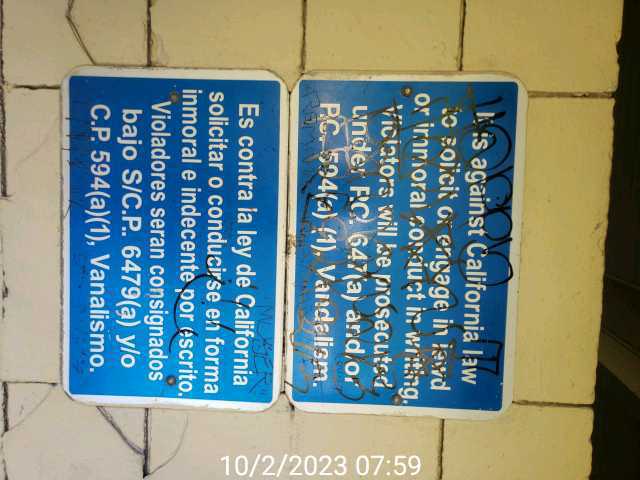 It's against California law
to solicit or engage in lewd
or immoral conduct in writing.
Violators will be prosecuted
under P.C. 647(a) and/or
P.C. 594(a) (1), Vandalism.
Es contra la ley de California
solicitar o conducirse en forma
inmoral e indecente por escrito.
Violadores seran consignados
bajo S/C.P.. 6479(a) y/o
C.P. 594(a)(1), Vanalismo.
10/2/2023 07:59